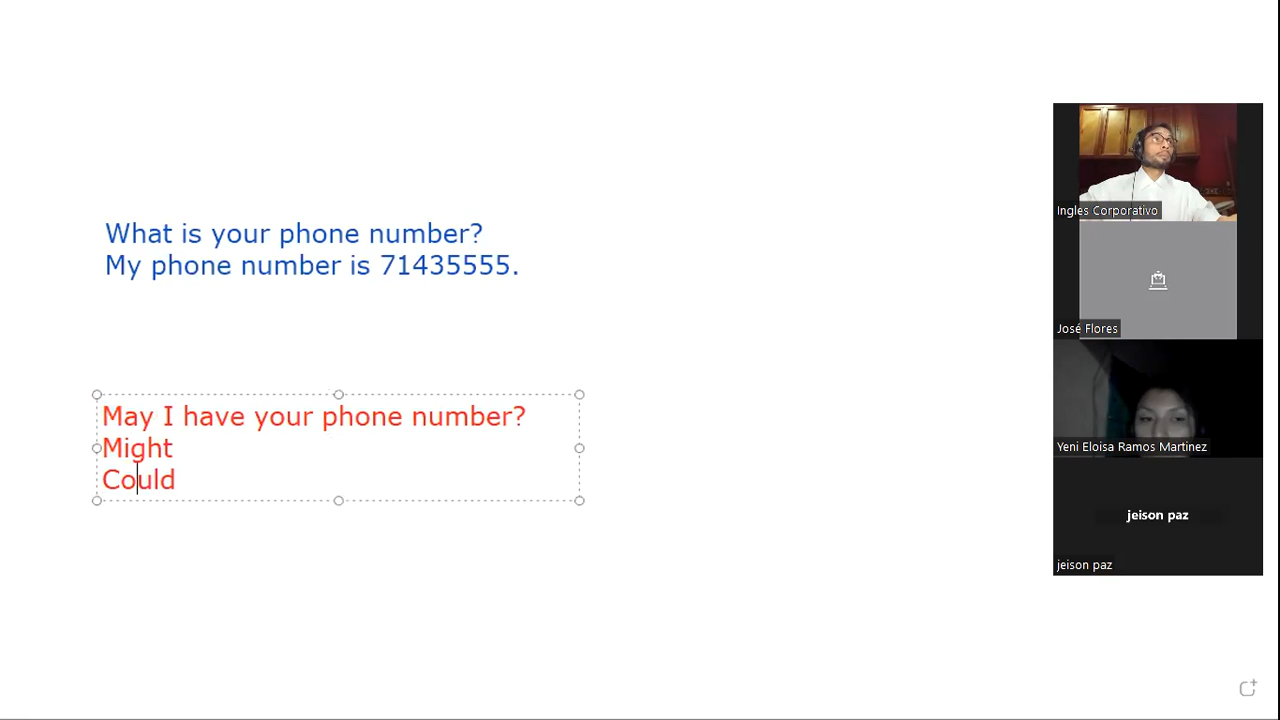 What is your phone number?
My phone number is 71435555.
May I have your phone number?
Might
Could
Ingles Corporativo
José Flores
Yeni Eloisa Ramos Martinez
jeison paz
jeison paz